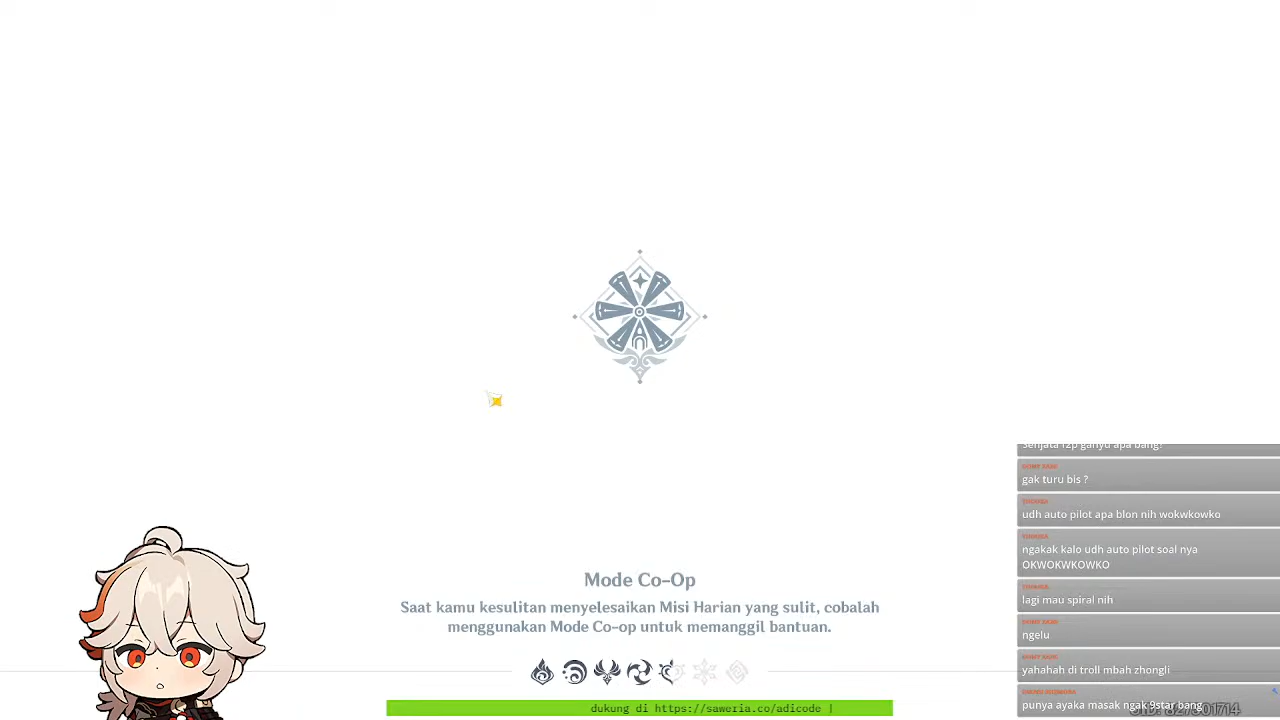 gak turu bis ?
udh auto pilot apa blon nih wokwkowko
ngakak kalo udh auto pilot soal nya
OKWOKWKOWKO
lagi mau spiral nih
ngelu
yahahah di troll mbah zhongli
punya ayaka masak ngak 9star bang
Mode Co-Op
Saat kamu kesulitan menyelesaikan Misi Harian yang sulit, cobalah
menggunakan Mode Co-op untuk memanggil bantuan.
dukung di https://saweria.co/adicode |